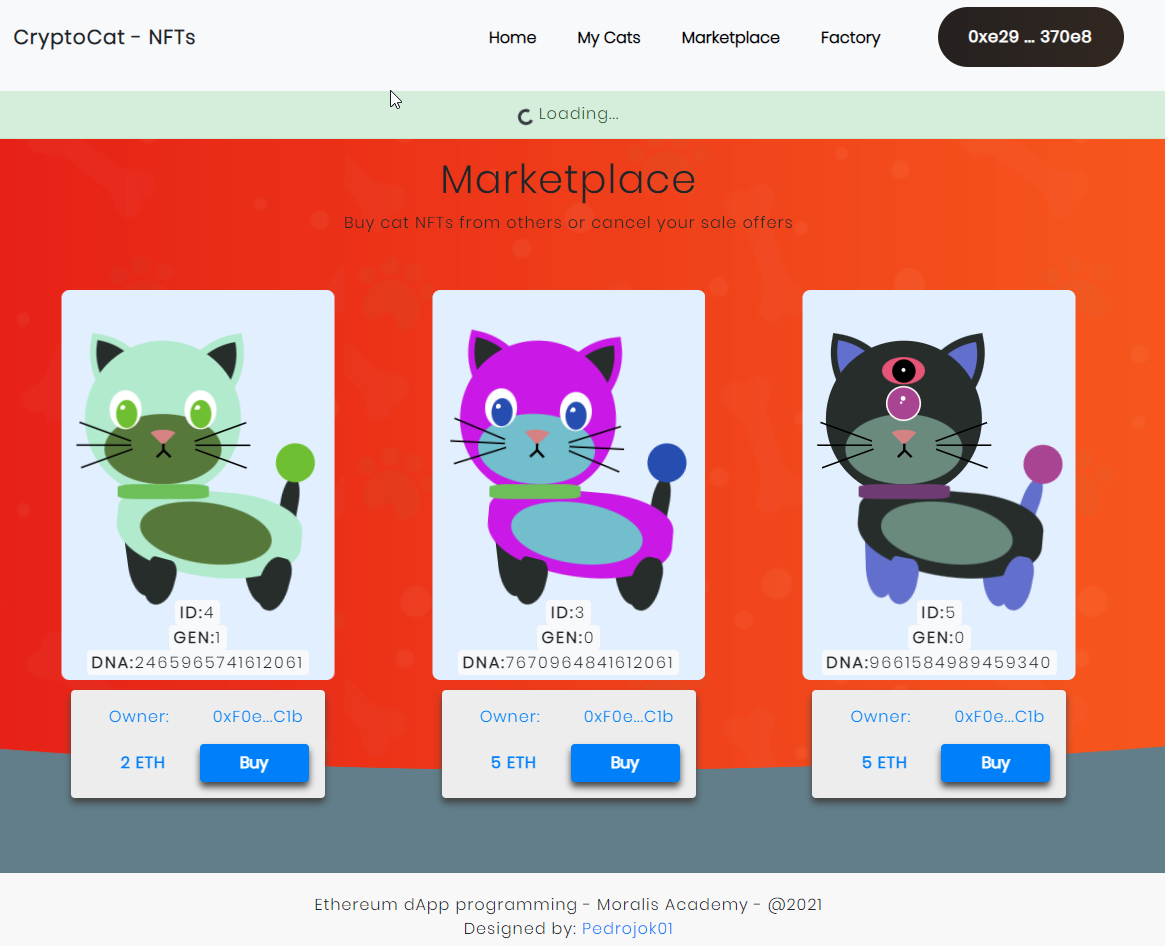 CryptoCat - NFTs Home My Cats Marketplace Factory 0xe29 ... 370e8
Loading...
Marketplace
Buy cat NFTs from others or cancel your sale offers
ID:4
GEN:1
DNA:2465965741612061
Owner: 0xF0e...C1b
2 ETH Buy
ID:3
GEN:0
DNA:7670964841612061
Owner: 0xF0e...C1b
5 ETH Buy
ID:5
GEN:0
DNA:9661584989459340
Owner: 0xF0e...C1b
5 ETH Buy
Ethereum dApp programming - Moralis Academy - @2021
Designed by: Pedrojok01